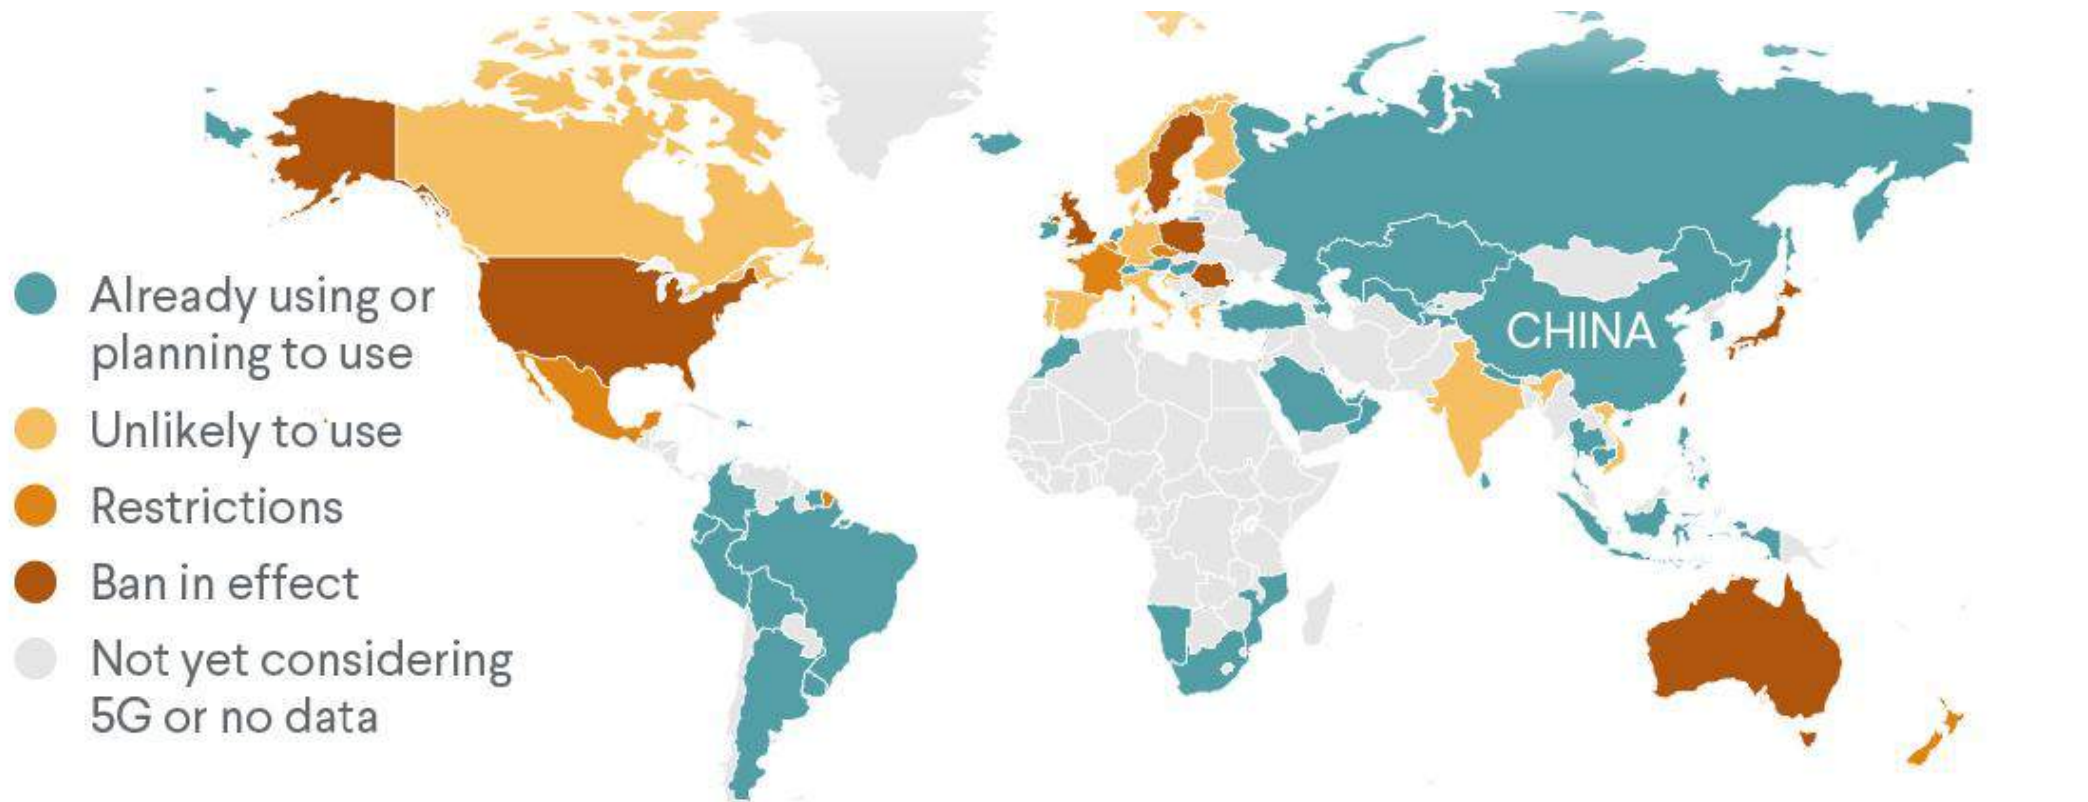 Already using or
planning to use
Unlikely to use
Restrictions
Ban in effect
Not yet considering
5G or no data
CHINA